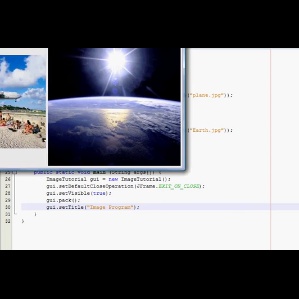 ("plane.jpg"));
("Earth.jpg"));
25 public static void main (String args[]) {
26 ImageTutorial gui = new ImageTutorial();
27 gui.setDefaultCloseOperation(JFrame.EXIT_ON_CLOSE);
28 gui.setVisible(true);
29 gui.pack();
30 gui.setTitle("Image Program");
31 }
32 }